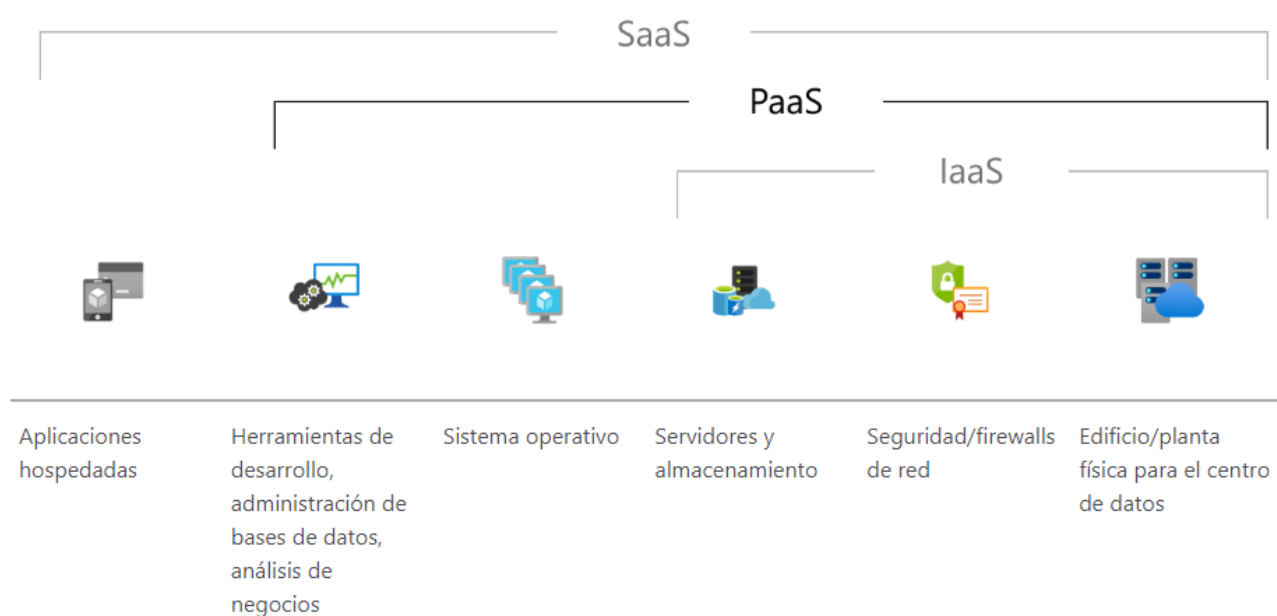 SaaS
PaaS
IaaS
Aplicaciones
hospedadas
Herramientas de
desarrollo,
administración de
bases de datos,
análisis de
negocios
Sistema operativo
Servidores y
almacenamiento
Seguridad/firewalls
de red
Edificio/planta
física para el centro
de datos